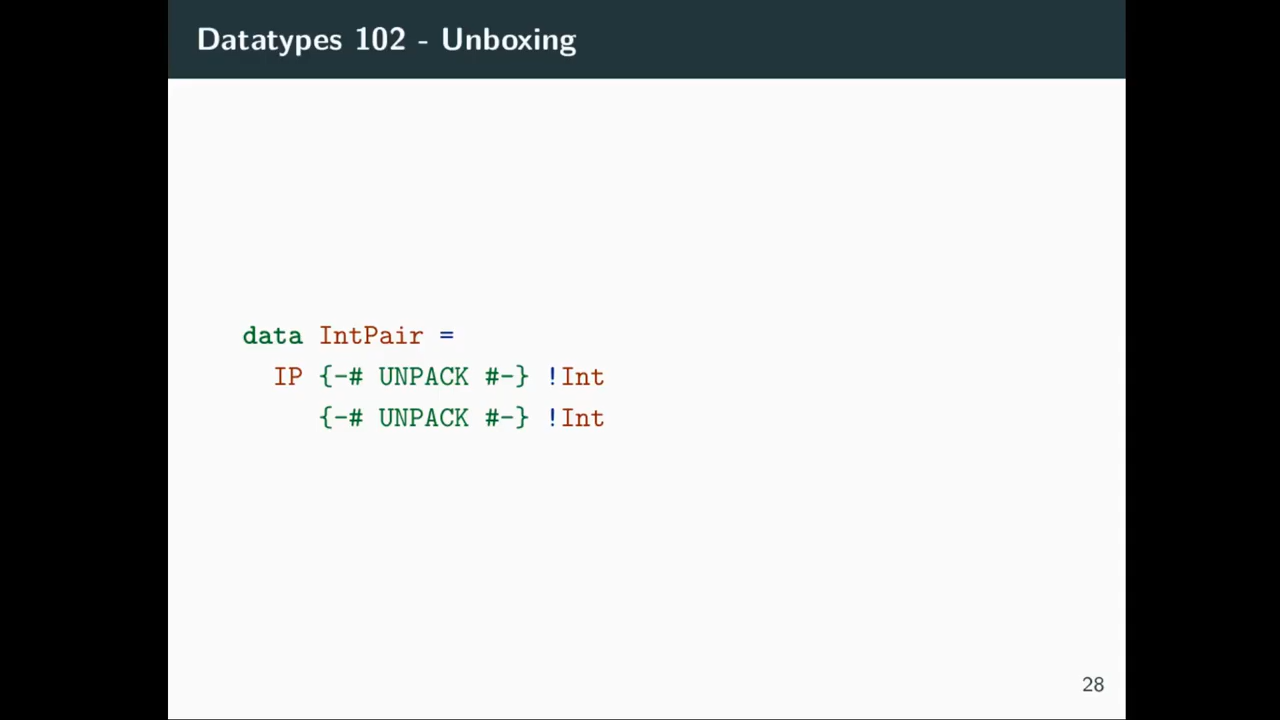 Datatypes 102 - Unboxing
data IntPair =
IP {-# UNPACK #-} !Int
{-# UNPACK #-} !Int
28